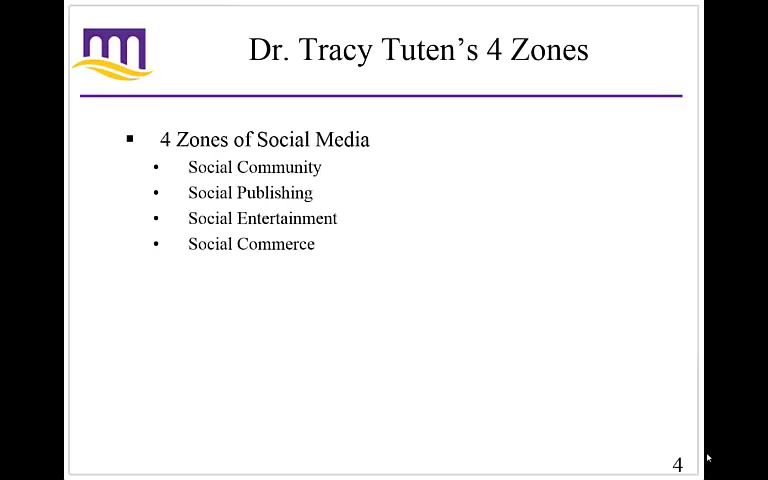 Dr. Tracy Tuten’s 4 Zones
▪ 4 Zones of Social Media
• Social Community
• Social Publishing
• Social Entertainment
• Social Commerce
4